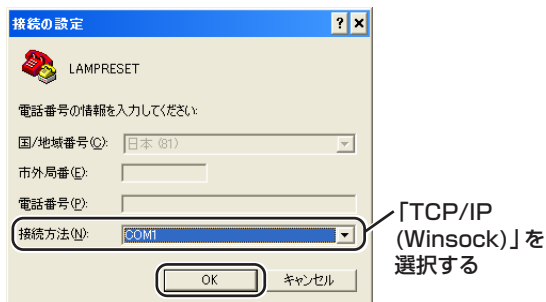 接続の設定
LAMPRESET
電話番号の情報を入力してください:
国/地域番号(C): 日本 (81)
市外局番(E):
電話番号(P):
接続方法(N): COM1
「TCP/IP
(Winsock)」を
選択する
OK キャンセル